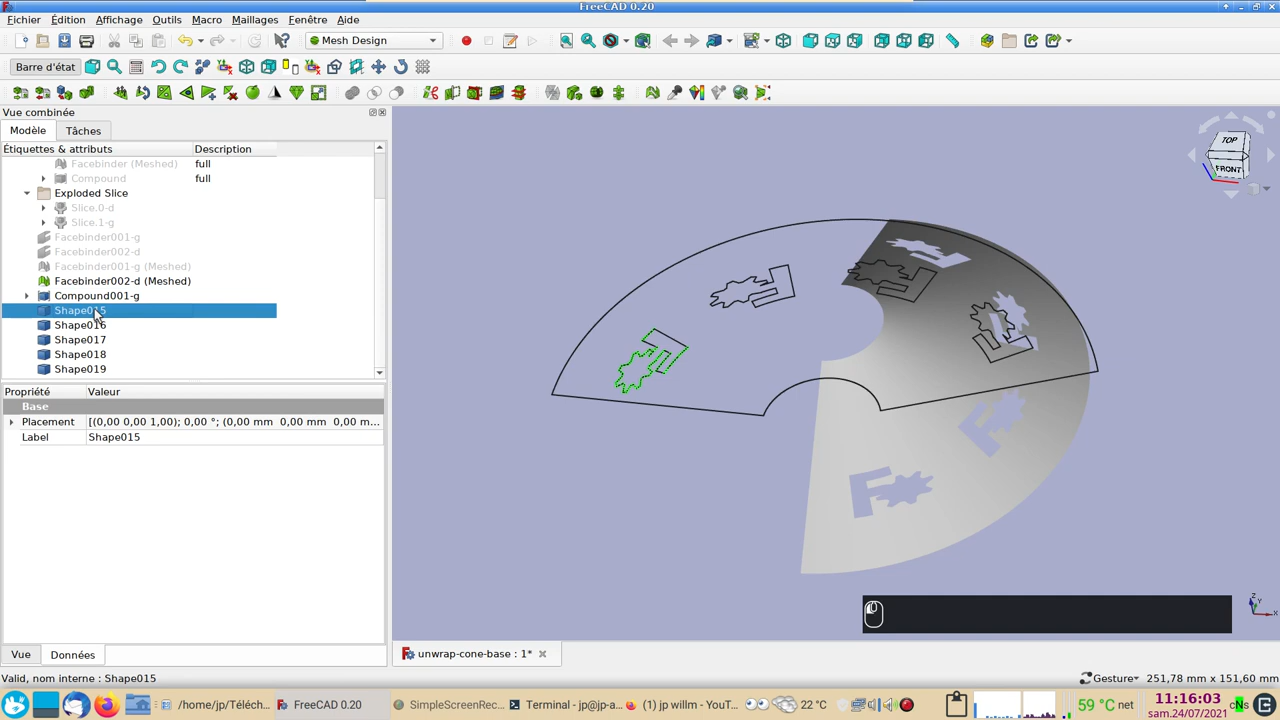 FreeCAD 0.20
Fichier Édition Affichage Outils Macro Maillages Fenêtre Aide
Mesh Design
Barre d'état
Vue combinée
Modèle Tâches
Étiquettes & attributs Description
Facebinder (Meshed) full
Compound full
Exploded Slice
Slice.0-d
Slice.1-g
Facebinder001-g
Facebinder002-d
Facebinder001-g (Meshed)
Facebinder002-d (Meshed)
Compound001-g
Shape015
Shape016
Shape017
Shape018
Shape019
Propriété Valeur
Base
Placement [(0,00 0,00 1,00); 0,00 °; (0,00 mm 0,00 mm 0,00 m...
Label Shape015
TOP
FRONT
Vue Données
unwrap-cone-base : 1*
Valid, nom interne : Shape015
Gesture 251,78 mm x 151,60 mm
/home/jp/Téléch... FreeCAD 0.20 SimpleScreenRec... Terminal - jp@jp-a... (1) jp willm - YouT... 22 °C 59 °C net 11:16:03
sam.24/07/2021